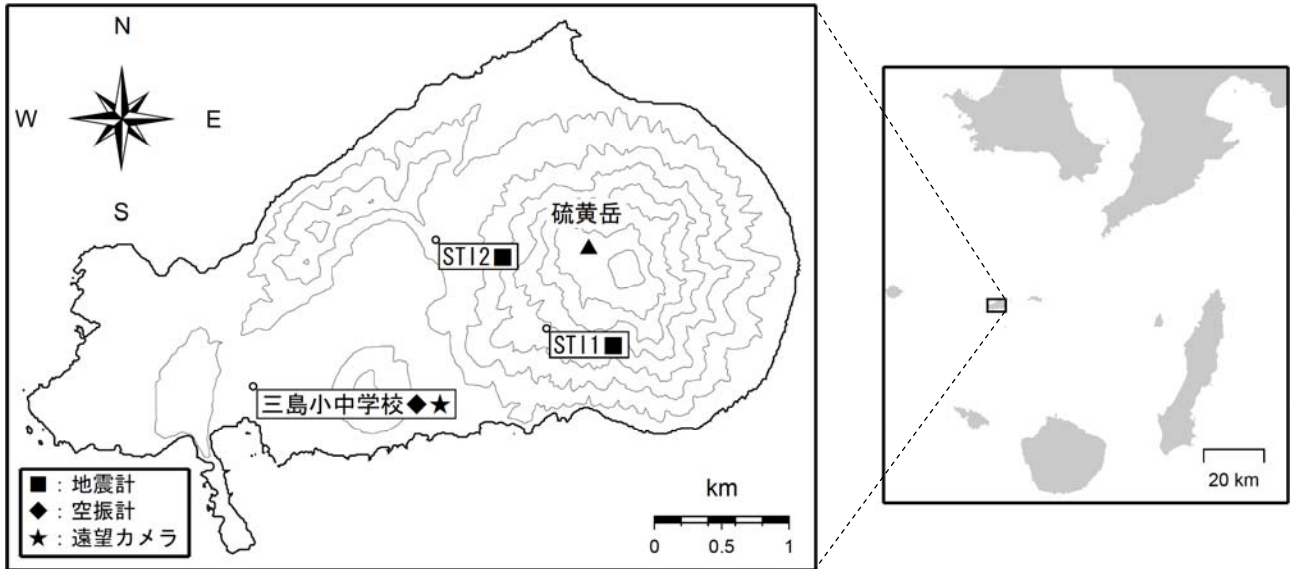 N
W E
S
硫黄岳
STI2■
STI1■
三島小中学校◆★
■：地震計
◆：空振計
★：遠望カメラ
km
0 0.5 1
20 km